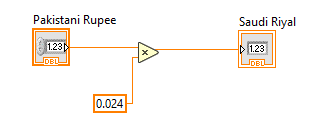 Pakistani Rupee
Saudi Riyal
1.23
DBL
×
1.23
DBL
0.024